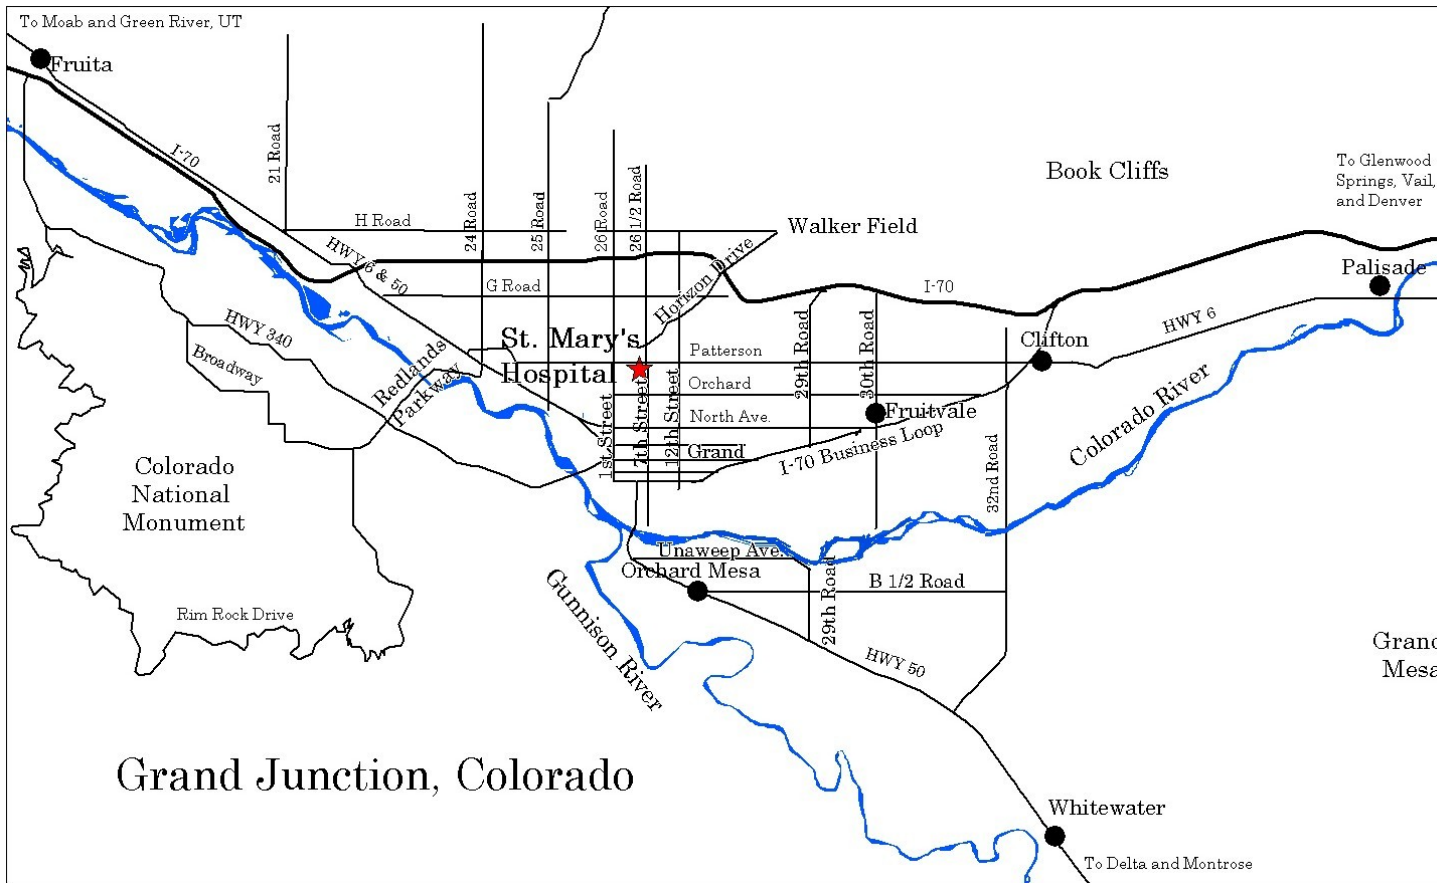 To Moab and Green River, UT
Fruita
I-70
21 Road
H Road
24 Road
25 Road
26 Road
26 1/2 Road
Book Cliffs
To Glenwood
Springs, Vail,
and Denver
Walker Field
HWY 6 & 50
G Road
Horizon Drive
I-70
Palisade
HWY 6
HWY 340
Broadway
Redlands
Parkway
St. Mary's
Hospital
Patterson
Orchard
North Ave.
Grand
1st Street
7th Street
12th Street
29th Road
30th Road
Clifton
Fruitvale
I-70 Business Loop
32nd Road
Colorado River
Colorado
National
Monument
Unaweep Ave.
Orchard Mesa
B 1/2 Road
29th Road
Rim Rock Drive
Gunnison River
HWY 50
Grand
Mesa
Grand Junction, Colorado
Whitewater
To Delta and Montrose